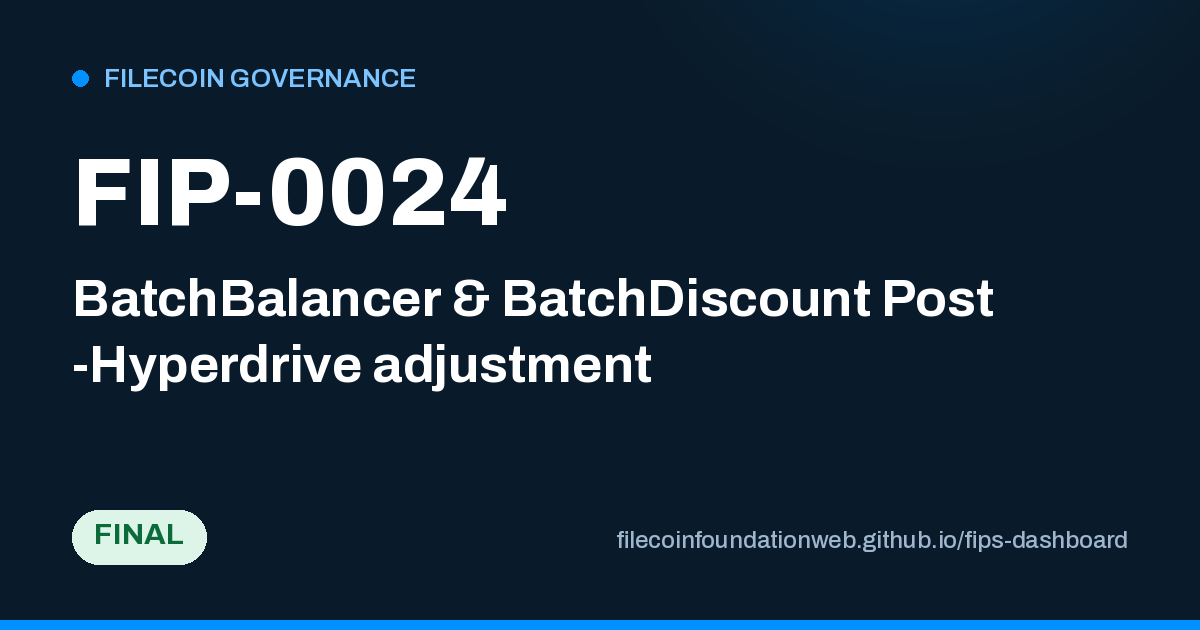 FILECOIN GOVERNANCE
FIP-0024
BatchBalancer & BatchDiscount Post
-Hyperdrive adjustment
FINAL
filecoinfoundationweb.github.io/fips-dashboard